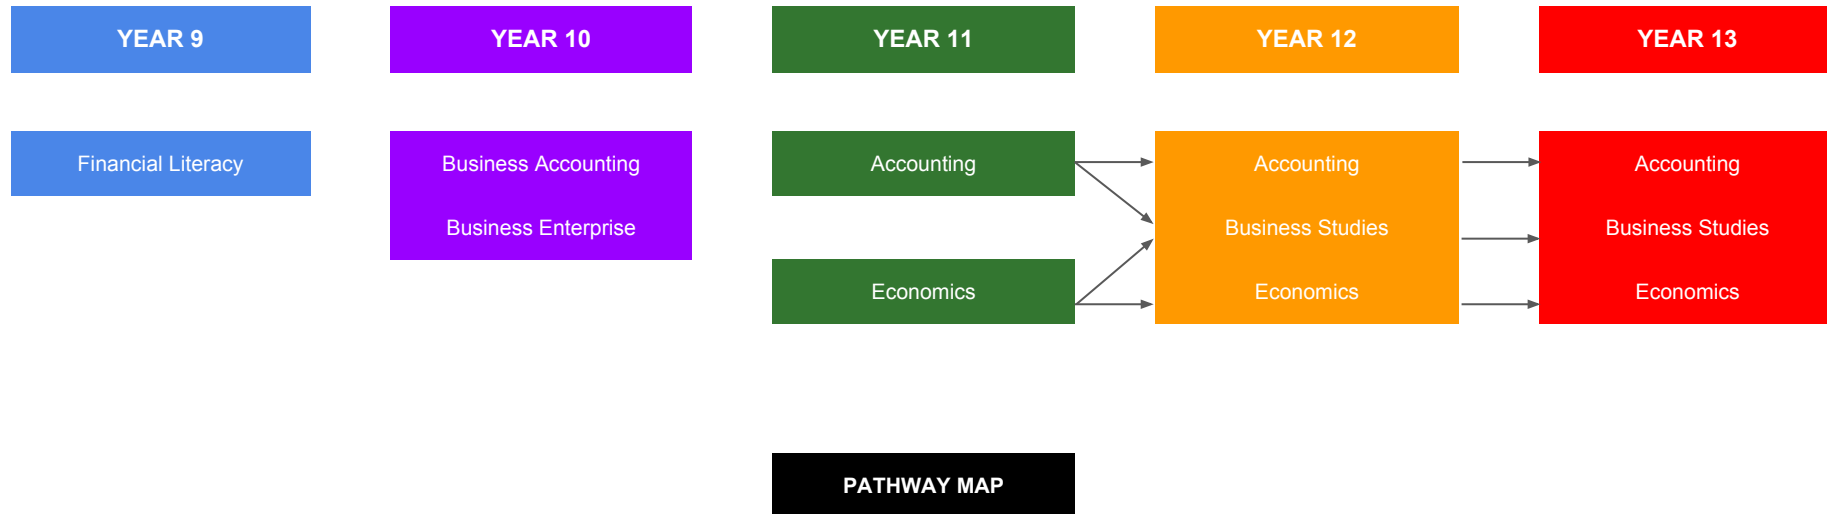 YEAR 9
YEAR 10
YEAR 11
YEAR 12
YEAR 13
Financial Literacy
Business Accounting
Accounting
Accounting
Accounting
Business Enterprise
Business Studies
Business Studies
Economics
Economics
Economics
PATHWAY MAP